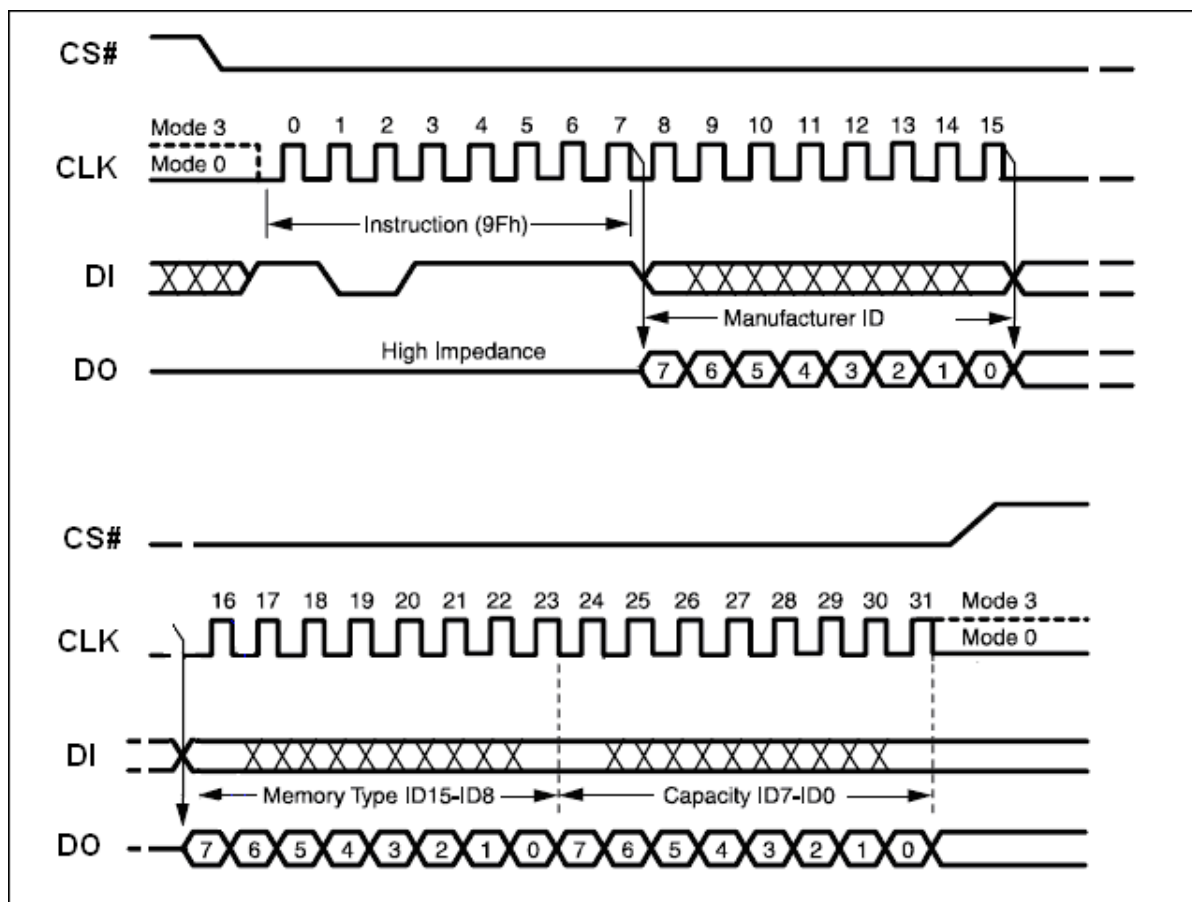 CS#
Mode 3
0 1 2 3 4 5 6 7 8 9 10 11 12 13 14 15
CLK
Mode 0
Instruction (9Fh)
DI
Manufacturer ID
High Impedance
DO
7 6 5 4 3 2 1 0
CS#
16 17 18 19 20 21 22 23 24 25 26 27 28 29 30 31
Mode 3
CLK
Mode 0
DI
Memory Type ID15-ID8
Capacity ID7-ID0
DO
7 6 5 4 3 2 1 0 7 6 5 4 3 2 1 0